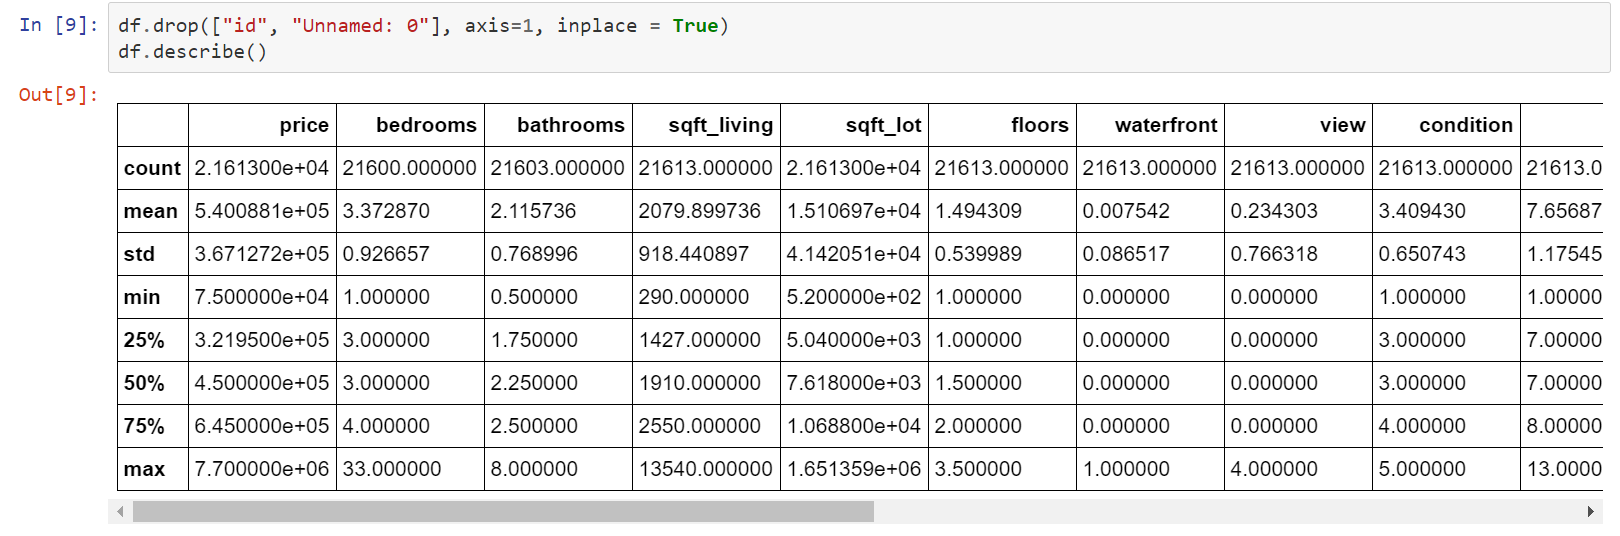 In [9]: df.drop(["id", "Unnamed: 0"], axis=1, inplace = True)
df.describe()
Out[9]:
price bedrooms bathrooms sqft_living sqft_lot floors waterfront view condition
count 2.161300e+04 21600.000000 21603.000000 21613.000000 2.161300e+04 21613.000000 21613.000000 21613.000000 21613.000000 21613.0
mean 5.400881e+05 3.372870 2.115736 2079.899736 1.510697e+04 1.494309 0.007542 0.234303 3.409430 7.65687
std 3.671272e+05 0.926657 0.768996 918.440897 4.142051e+04 0.539989 0.086517 0.766318 0.650743 1.17545
min 7.500000e+04 1.000000 0.500000 290.000000 5.200000e+02 1.000000 0.000000 0.000000 1.000000 1.00000
25% 3.219500e+05 3.000000 1.750000 1427.000000 5.040000e+03 1.000000 0.000000 0.000000 3.000000 7.00000
50% 4.500000e+05 3.000000 2.250000 1910.000000 7.618000e+03 1.500000 0.000000 0.000000 3.000000 7.00000
75% 6.450000e+05 4.000000 2.500000 2550.000000 1.068800e+04 2.000000 0.000000 0.000000 4.000000 8.00000
max 7.700000e+06 33.000000 8.000000 13540.000000 1.651359e+06 3.500000 1.000000 4.000000 5.000000 13.0000